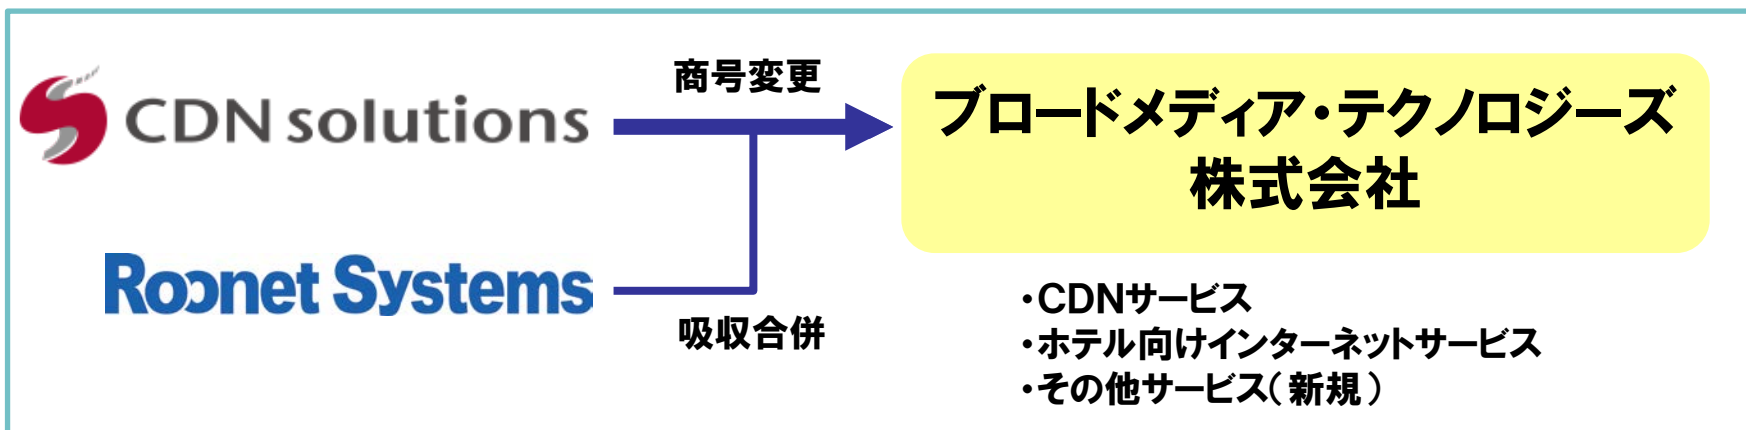 CDN solutions
商号変更
ブロードメディア・テクノロジーズ
株式会社
Roonet Systems
吸収合併
・CDNサービス
・ホテル向けインターネットサービス
・その他サービス(新規)